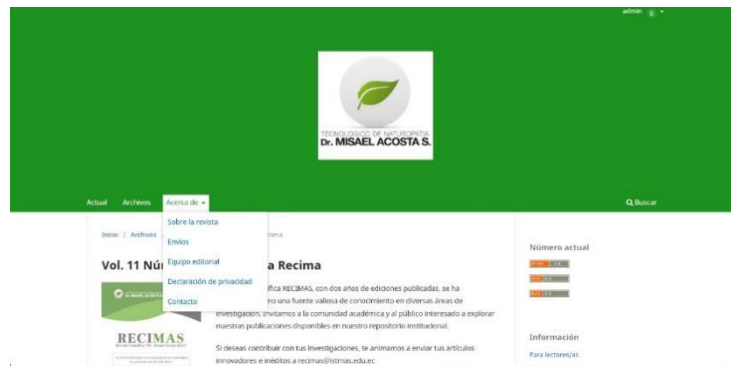 admin 0
TECNOLOGICO DE NATUROPATIA
Dr. MISAEL ACOSTA S.
Actual Archivos Acerca de
Buscar
Sobre la revista
Envíos
Equipo editorial
Declaración de privacidad
Contacto
Inicio / Archivos /
Vol. 11 Nú a Recima
fica RECIMAS, con dos años de ediciones publicadas, se ha
mo una fuente valiosa de conocimiento en diversas áreas de
investigación, Invitamos a la comunidad académica y al público interesado a explorar
nuestras publicaciones disponibles en nuestro repositorio institucional.
Si deseas contribuir con tus investigaciones, te animamos a enviar tus artículos
innovadores e inéditos a recimas@istmas.edu.ec
RECIMAS
Número actual
Información
Para lectores/as